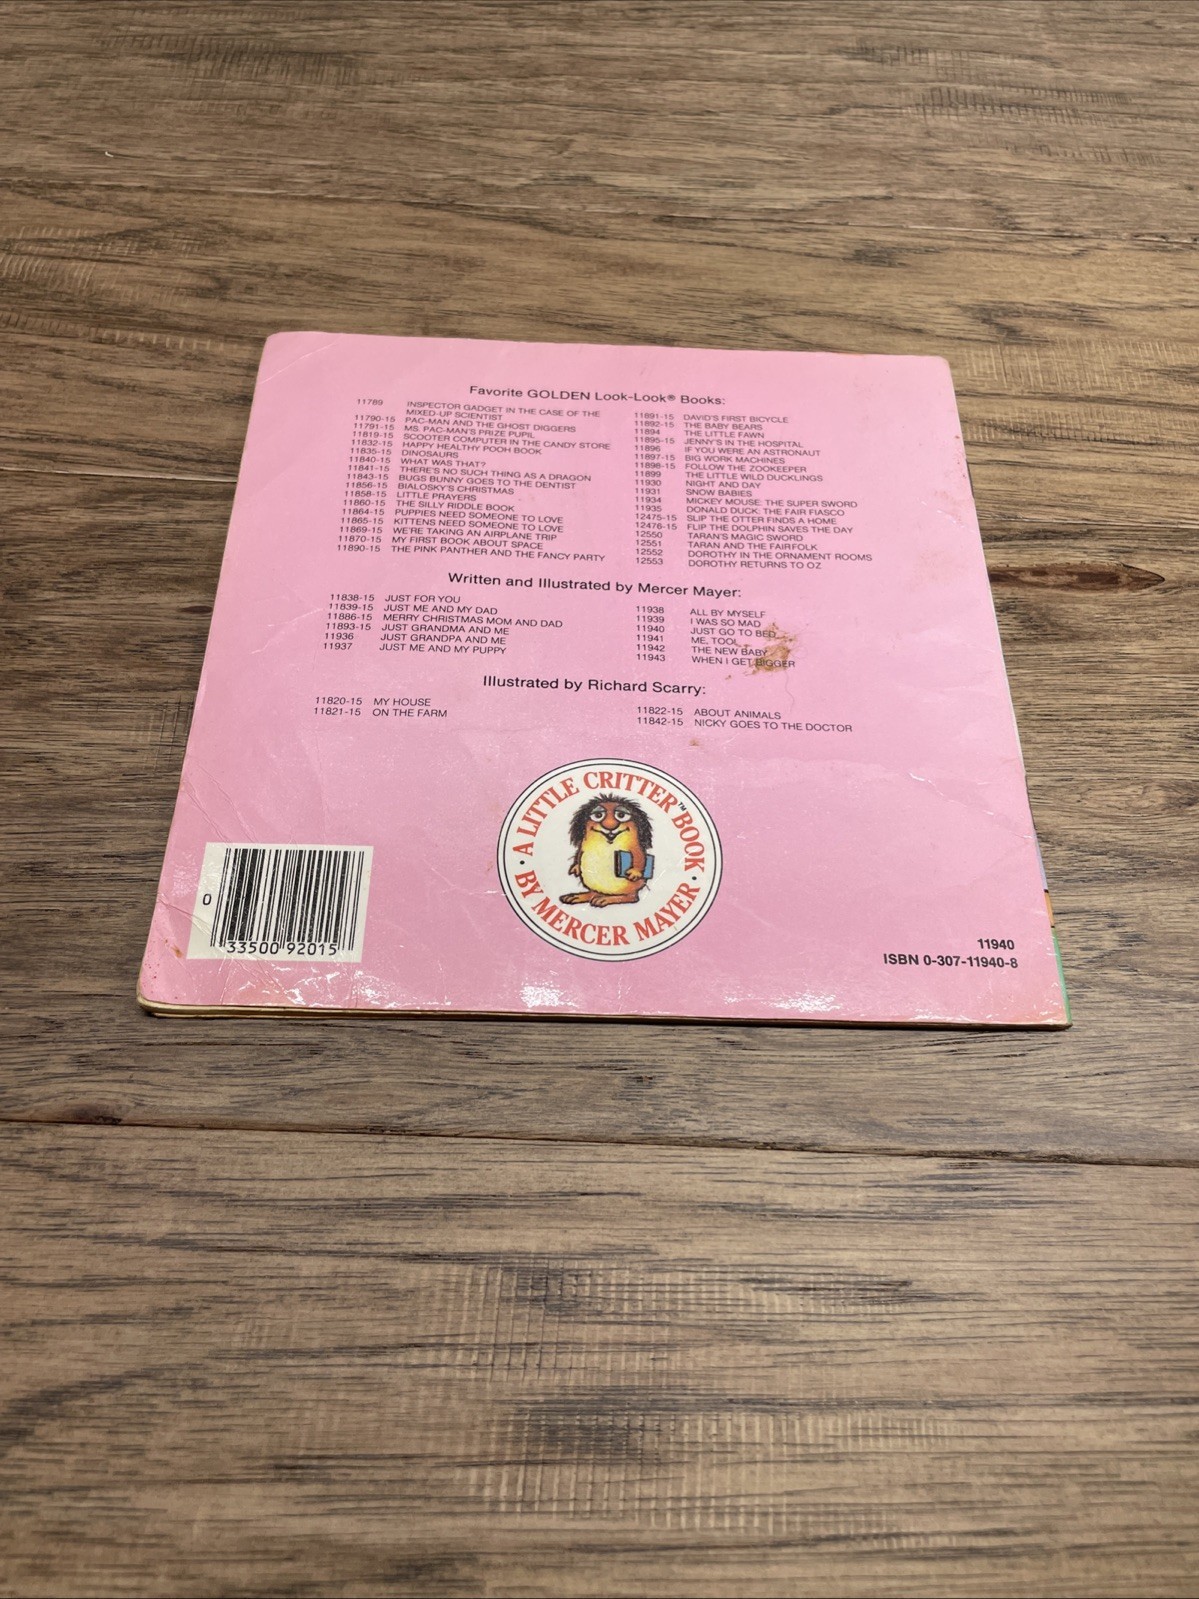 Favorite GOLDEN Look-Look® Books:
11789 INSPECTOR GADGET IN THE CASE OF THE
MIXED-UP SCIENTIST
11790-15 PAC-MAN AND THE GHOST DIGGERS
11791-15 MS. PAC-MAN'S PRIZE PUPIL
11819-15 SCOOTER COMPUTER IN THE CANDY STORE
11832-15 HAPPY HEALTHY POOH BOOK
11835-15 DINOSAURS
11840-15 WHAT WAS THAT?
11841-15 THERE'S NO SUCH THING AS A DRAGON
11843-15 BUGS BUNNY GOES TO THE DENTIST
11856-15 BIALOSKY'S CHRISTMAS
11858-15 LITTLE PRAYERS
11860-15 THE SILLY RIDDLE BOOK
11864-15 PUPPIES NEED SOMEONE TO LOVE
11865-15 KITTENS NEED SOMEONE TO LOVE
11869-15 WE'RE TAKING AN AIRPLANE TRIP
11870-15 MY FIRST BOOK ABOUT SPACE
11890-15 THE PINK PANTHER AND THE FANCY PARTY
11891-15 DAVID'S FIRST BICYCLE
11892-15 THE BABY BEARS
11894 THE LITTLE FAWN
11895-15 JENNY'S IN THE HOSPITAL
11896 IF YOU WERE AN ASTRONAUT
11897-15 BIG WORK MACHINES
11898-15 FOLLOW THE ZOOKEEPER
11899 THE LITTLE WILD DUCKLINGS
11930 NIGHT AND DAY
11931 SNOW BABIES
11934 MICKEY MOUSE: THE SUPER SWORD
11935 DONALD DUCK: THE FAIR FIASCO
12475-15 SLIP THE OTTER FINDS A HOME
12476-15 FLIP THE DOLPHIN SAVES THE DAY
12550 TARAN'S MAGIC SWORD
12551 TARAN AND THE FAIRFOLK
12552 DOROTHY IN THE ORNAMENT ROOMS
12553 DOROTHY RETURNS TO OZ
Written and Illustrated by Mercer Mayer:
11838-15 JUST FOR YOU
11839-15 JUST ME AND MY DAD
11886-15 MERRY CHRISTMAS MOM AND DAD
11893-15 JUST GRANDMA AND ME
11936 JUST GRANDPA AND ME
11937 JUST ME AND MY PUPPY
11938 ALL BY MYSELF
11939 I WAS SO MAD
11940 JUST GO TO BED
11941 ME, TOO!
11942 THE NEW BABY
11943 WHEN I GET BIGGER
Illustrated by Richard Scarry:
11820-15 MY HOUSE
11821-15 ON THE FARM
11822-15 ABOUT ANIMALS
11842-15 NICKY GOES TO THE DOCTOR
A LITTLE CRITTER™ BOOK
• BY MERCER MAYER •
0 33500 92015
11940
ISBN 0-307-11940-8